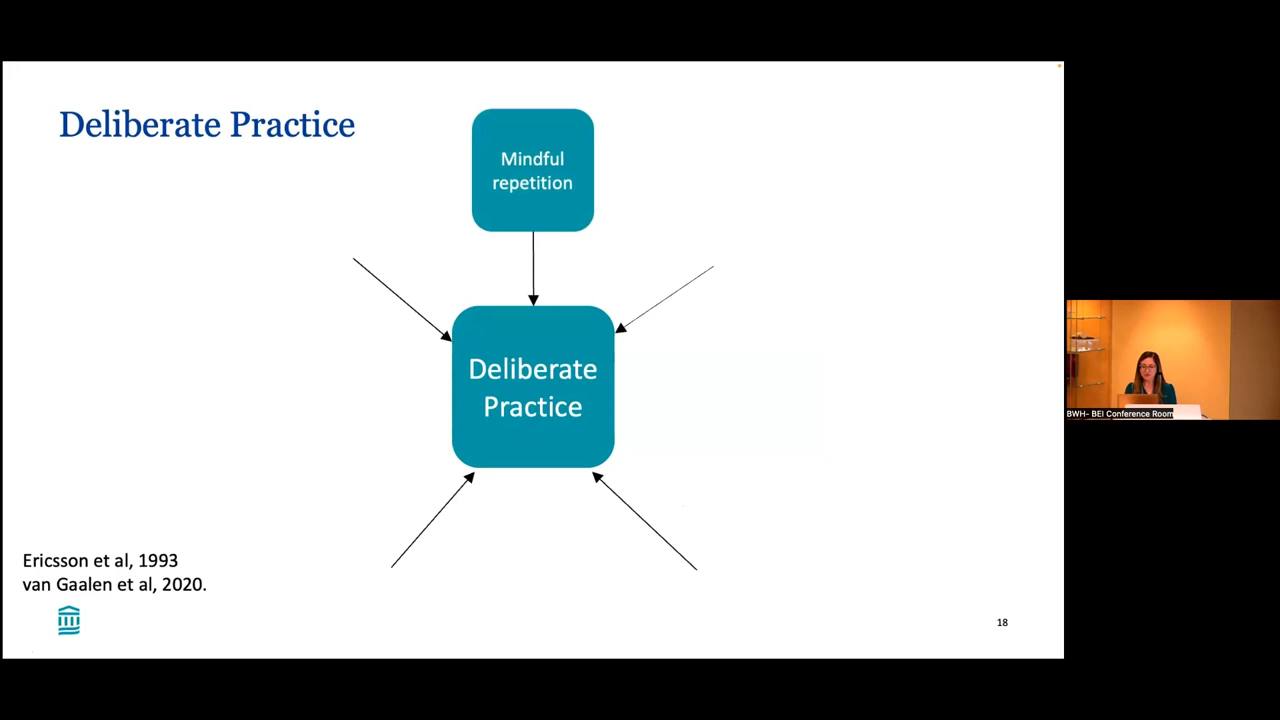 Deliberate Practice
Mindful
repetition
Deliberate
Practice
Ericsson et al, 1993
van Gaalen et al, 2020.
18
BWH- BEI Conference Room